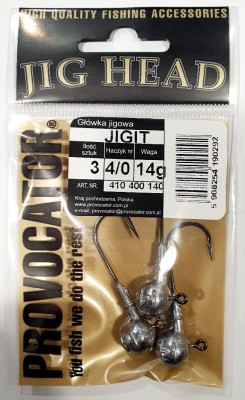 HIGH QUALITY FISHING ACCESSORIES
JIG HEAD
PROVOCATOR®
You fish we do the rest
Główka jigowa
JIGIT
Ilość sztuk
Haczyk nr
Waga
3
4/0
14g
ART. NR.
410 400 140
Kraj pochodzenia: Polska
www.provocator.com.pl
e-mail: provocator@provocator.com.pl
5 908254 190292